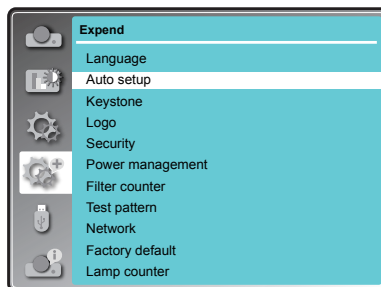 Expend
Language
Auto setup
Keystone
Logo
Security
Power management
Filter counter
Test pattern
Network
Factory default
Lamp counter